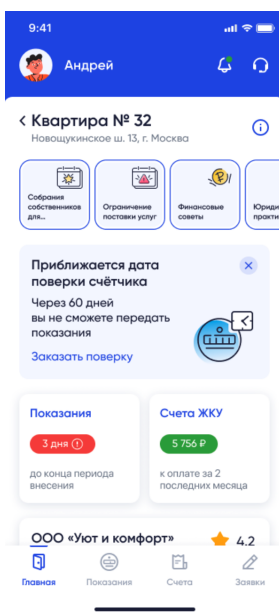 9:41
Андрей
Квартира № 32
Новощукинское ш. 13, г. Москва
Собрания
собственников
для...
Ограничение
поставки услуг
Финансовые
советы
Юриди
практи
Приближается дата
поверки счётчика
Через 60 дней
вы не сможете передать
показания
Заказать поверку
Показания
3 дня
до конца периода
внесения
Счета ЖКУ
5 756 ₽
к оплате за 2
последних месяца
ООО «Уют и комфорт»
4.2
Главная
Показания
Счета
Заявки